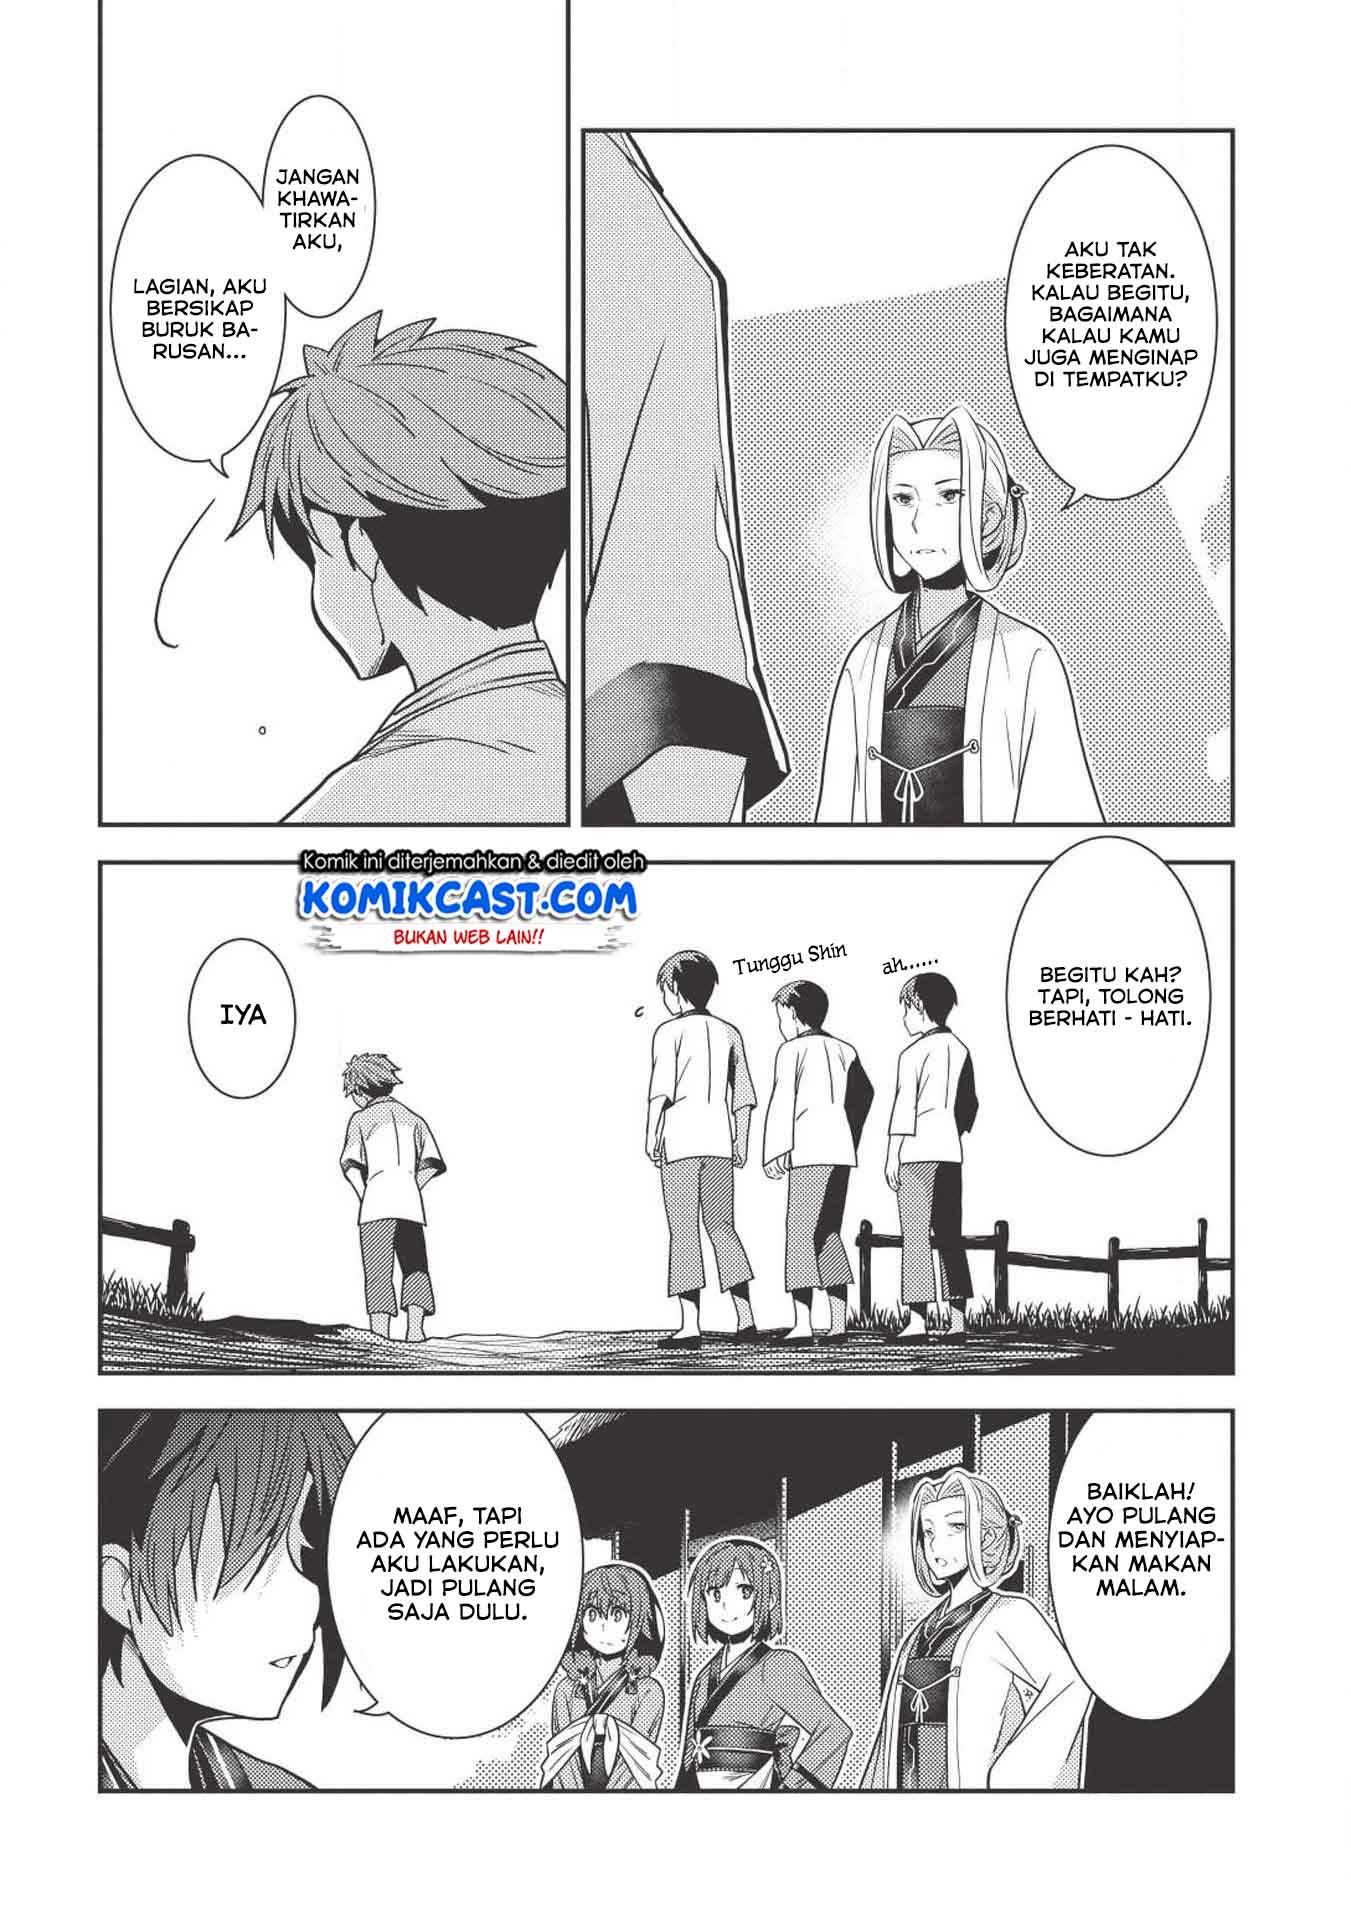 AKU TAK
KEBERATAN.
KALAU BEGITU,
BAGAIMANA
KALAU KAMU
JUGA MENGINAP
DI TEMPATKU?
JANGAN
KHAWA-
TIRKAN
AKU,
LAGIAN, AKU
BERSIKAP
BURUK BA-
RUSAN...
Komik ini diterjemahkan & diedit oleh
KOMIKCAST.COM
BUKAN WEB LAIN!!
BEGITU KAH?
TAPI, TOLONG
BERHATI - HATI.
ah......
Tunggu Shin
IYA
BAIKLAH!
AYO PULANG
DAN MENYIAP-
KAN MAKAN
MALAM.
MAAF, TAPI
ADA YANG PERLU
AKU LAKUKAN,
JADI PULANG
SAJA DULU.